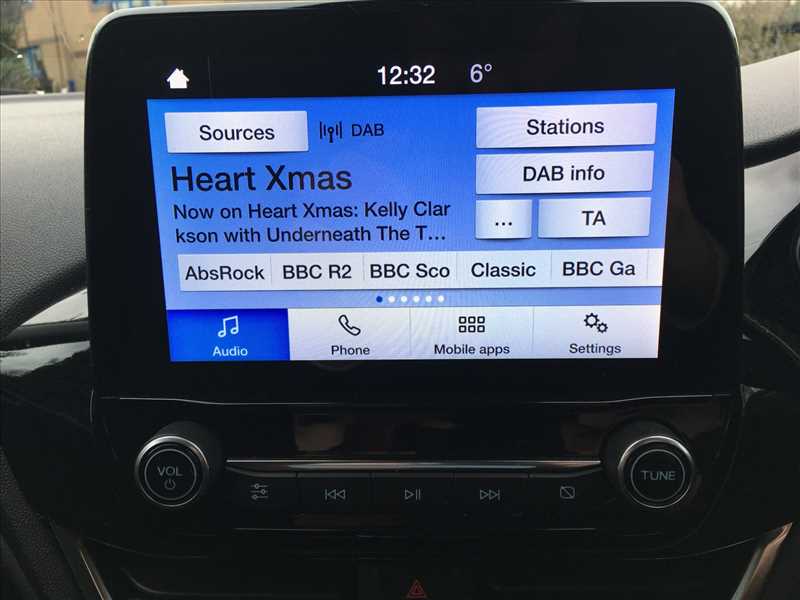 12:32 6°
Sources DAB Stations
Heart Xmas DAB info
Now on Heart Xmas: Kelly Clar
kson with Underneath The T...
... TA
AbsRock BBC R2 BBC Sco Classic BBC Ga
Audio Phone Mobile apps Settings
VOL TUNE